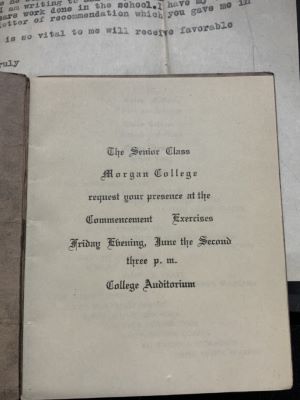 I am writing to
are work done in the school, I have my
letter of recommendation which you gave me in
is so vital to me will receive favorable
ruly
The Senior Class
Morgan College
request your presence at the
Commencement Exercises
Friday Evening, June the Second
three p. m.
College Auditorium